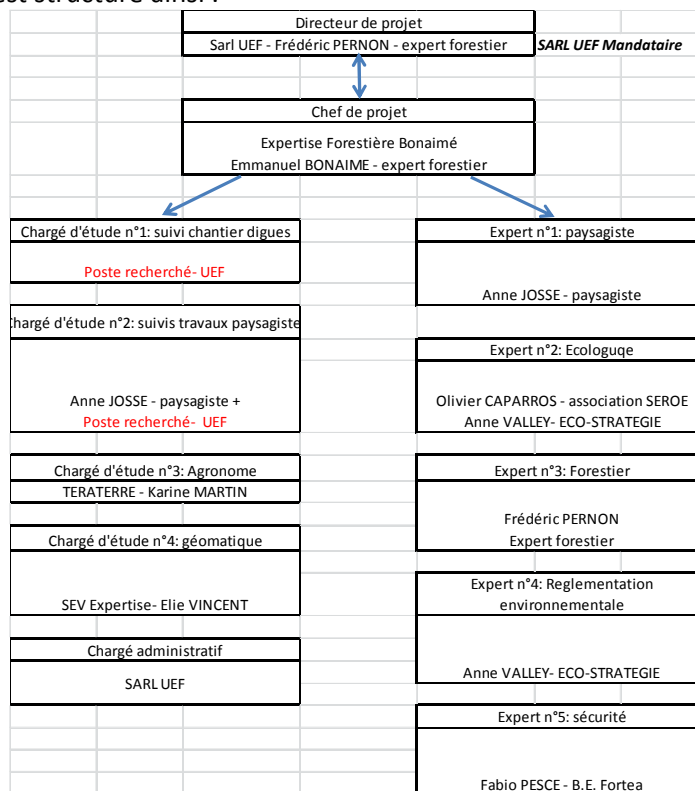 est structuré ainsi :
Directeur de projet
Sarl UEF - Frédéric PERNON - expert forestier
SARL UEF Mandataire
Chef de projet
Expertise Forestière Bonaimé
Emmanuel BONAIME - expert forestier
Chargé d'étude n°1: suivi chantier digues
Poste recherché- UEF
Chargé d'étude n°2: suivis travaux paysagiste
Anne JOSSE - paysagiste +
Poste recherché- UEF
Chargé d'étude n°3: Agronome
TERATERRE - Karine MARTIN
Chargé d'étude n°4: géomatique
SEV Expertise- Elie VINCENT
Chargé administratif
SARL UEF
Expert n°1: paysagiste
Anne JOSSE - paysagiste
Expert n°2: Ecologuqe
Olivier CAPARROS - association SEROE
Anne VALLEY- ECO-STRATEGIE
Expert n°3: Forestier
Frédéric PERNON
Expert forestier
Expert n°4: Reglementation
environnementale
Anne VALLEY- ECO-STRATEGIE
Expert n°5: sécurité
Fabio PESCE - B.E. Fortea